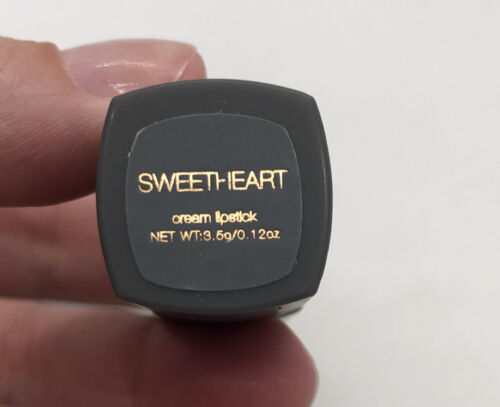 SWEETHEART
cream lipstick
NET WT:3.5g/0.12oz